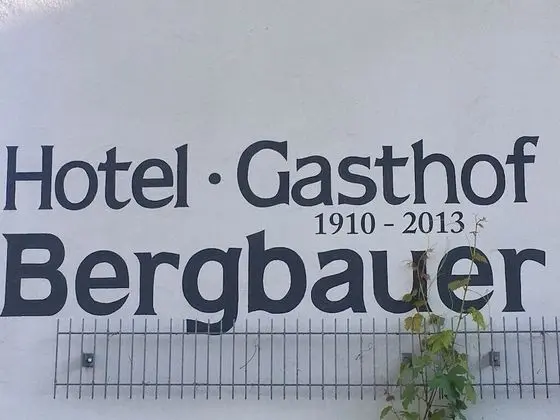 Hotel · Gasthof
1910 - 2013
Bergbauer